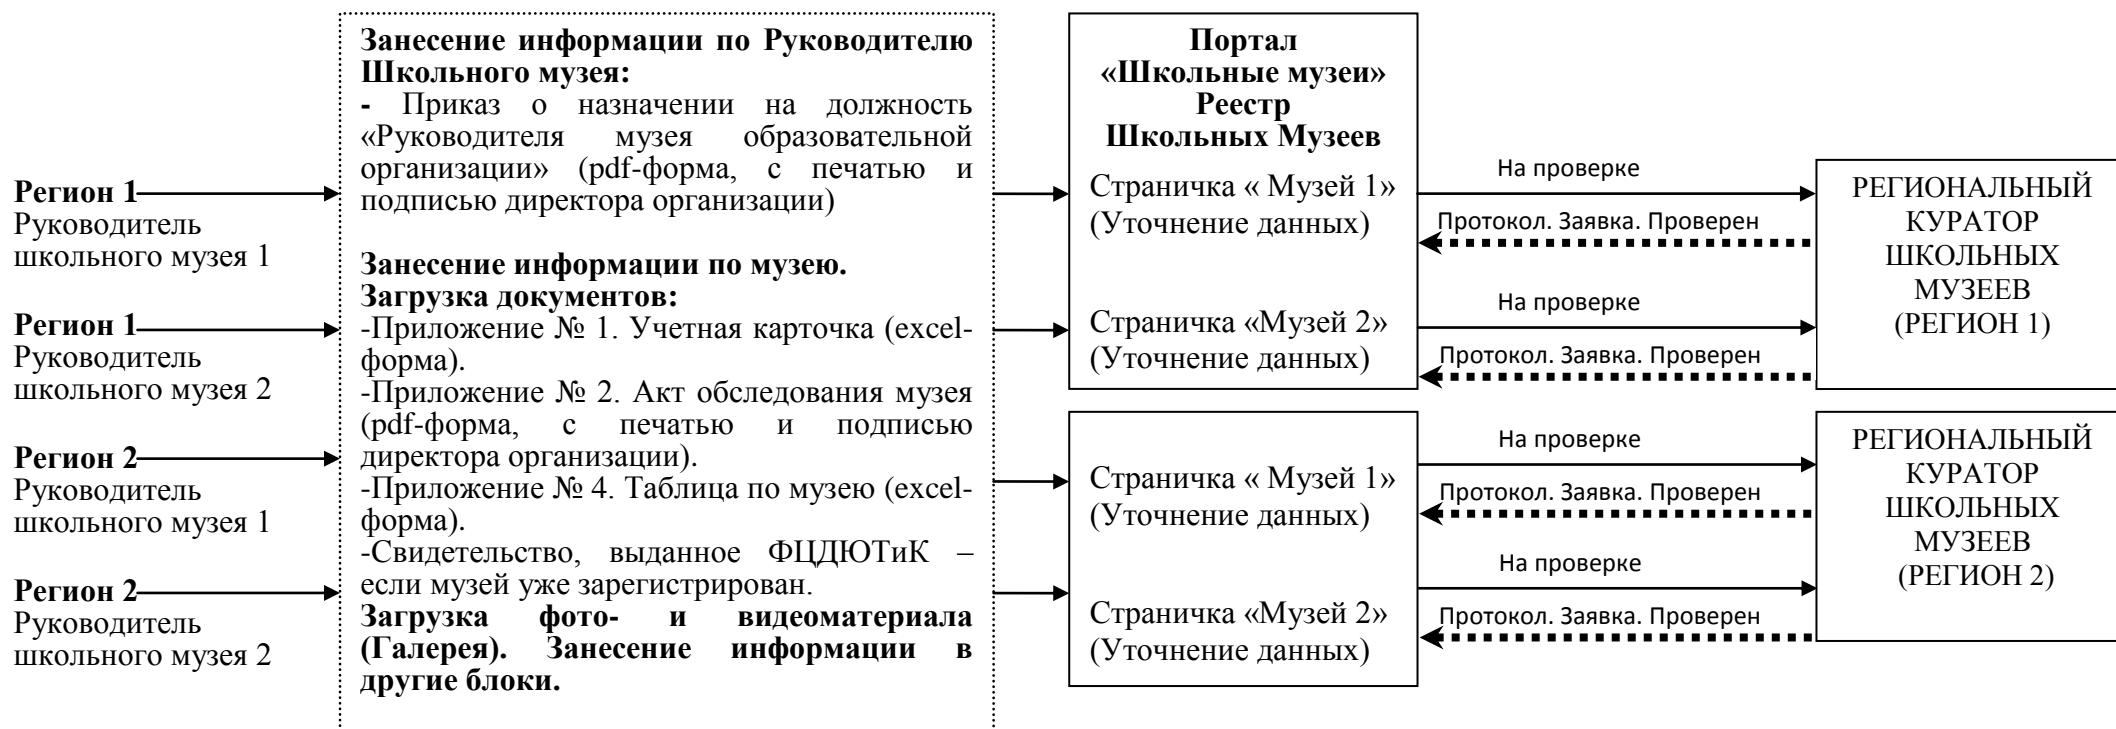 Регион 1
Руководитель
школьного музея 1
Регион 1
Руководитель
школьного музея 2
Регион 2
Руководитель
школьного музея 1
Регион 2
Руководитель
школьного музея 2
Занесение информации по Руководителю
Школьного музея:
- Приказ о назначении на должность
«Руководителя музея образовательной
организации» (pdf-форма, с печатью и
подписью директора организации)
Занесение информации по музею.
Загрузка документов:
-Приложение № 1. Учетная карточка (excel-
форма).
-Приложение № 2. Акт обследования музея
(pdf-форма, с печатью и подписью
директора организации).
-Приложение № 4. Таблица по музею (excel-
форма).
-Свидетельство, выданное ФЦДЮТиК –
если музей уже зарегистрирован.
Загрузка фото- и видеоматериала
(Галерея). Занесение информации в
другие блоки.
Портал
«Школьные музеи»
Реестр
Школьных Музеев
Страничка « Музей 1»
(Уточнение данных)
Страничка «Музей 2»
(Уточнение данных)
Страничка « Музей 1»
(Уточнение данных)
Страничка «Музей 2»
(Уточнение данных)
На проверке
Протокол. Заявка. Проверен
На проверке
Протокол. Заявка. Проверен
На проверке
Протокол. Заявка. Проверен
На проверке
Протокол. Заявка. Проверен
РЕГИОНАЛЬНЫЙ
КУРАТОР
ШКОЛЬНЫХ
МУЗЕЕВ
(РЕГИОН 1)
РЕГИОНАЛЬНЫЙ
КУРАТОР
ШКОЛЬНЫХ
МУЗЕЕВ
(РЕГИОН 2)